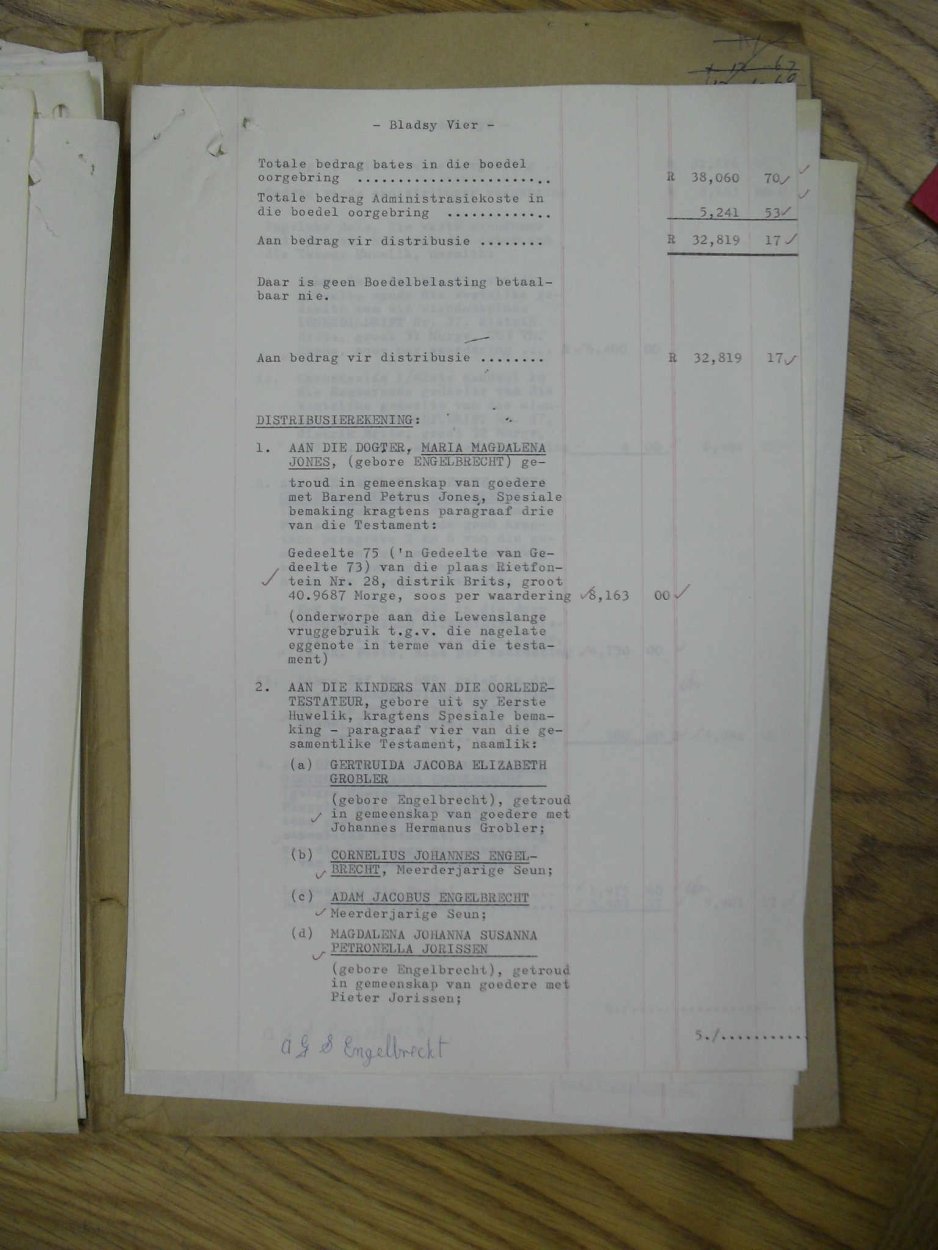 - Bladsy Vier -
Totale bedrag bates in die boedel
oorgebring ........................ R 38,060 70
Totale bedrag Administrasiekoste in
die boedel oorgebring ............. 5,241 53
Aan bedrag vir distribusie ........ R 32,819 17
Daar is geen Boedelbelasting betaal-
baar nie.
Aan bedrag vir distribusie ........ R 32,819 17
DISTRIBUSIEREKENING:
1. AAN DIE DOGTER, MARIA MAGDALENA
JONES, (gebore ENGELBRECHT) ge-
troud in gemeenskap van goedere
met Barend Petrus Jones, Spesiale
bemaking kragtens paragraaf drie
van die Testament:
Gedeelte 75 ('n Gedeelte van Ge-
deelte 73) van die plaas Rietfon-
tein Nr. 28, distrik Brits, groot
40.9687 Morge, soos per waardering 8,163 00
(onderworpe aan die Lewenslange
vruggebruik t.g.v. die nagelate
eggenote in terme van die testa-
ment)
2. AAN DIE KINDERS VAN DIE OORLEDE-
TESTATEUR, gebore uit sy Eerste
Huwelik, kragtens Spesiale bema-
king - paragraaf vier van die ge-
samentlike Testament, naamlik:
(a) GERTRUIDA JACOBA ELIZABETH
GROBLER
(gebore Engelbrecht), getroud
in gemeenskap van goedere met
Johannes Hermanus Grobler;
(b) CORNELIUS JOHANNES ENGEL-
BRECHT, Meerderjarige Seun;
(c) ADAM JACOBUS ENGELBRECHT
Meerderjarige Seun;
(d) MAGDALENA JOHANNA SUSANNA
PETRONELLA JORISSEN
(gebore Engelbrecht), getroud
in gemeenskap van goedere met
Pieter Jorissen;
5./...........
A G S Engelbreckt